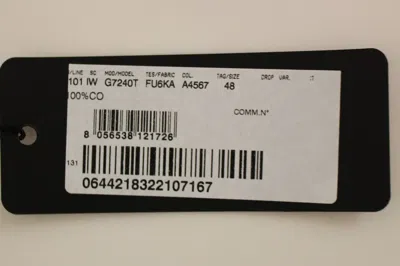 /LINE SC MOD/MODEL TES/FABRIC COL. TAG/SIZE DROP VAR.
101 IW G7240T FU6KA A4567 48
100%CO
COMM.N°
8 056538 121726
131
0644218322107167